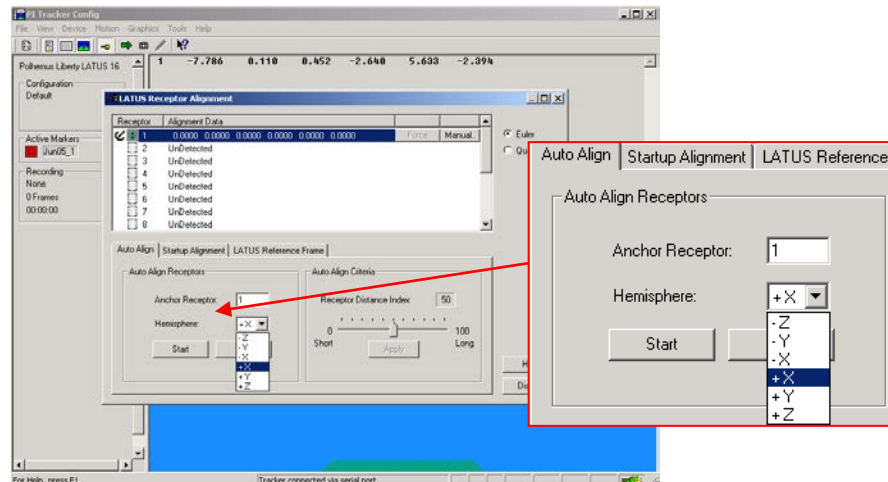 PI Tracker Config
File View Device Motion Graphics Tools Help
Polhemus Liberty LATUS 16
1 -7.786 0.110 0.452 -2.640 5.633 -2.394
Configuration
Default
Active Markers
Jun05_1
Recording
None
0 Frames
00:00:00
LATUS Receptor Alignment
Receptor Alignment Data
1 0.0000 0.0000 0.0000 0.0000 0.0000 0.0000 Force Manual..
2 UnDetected
3 UnDetected
4 UnDetected
5 UnDetected
6 UnDetected
7 UnDetected
8 UnDetected
Euler
Auto Align Startup Alignment LATUS Reference Frame
Auto Align Receptors
Anchor Receptor: 1
Hemisphere: +X
-Z
-Y
-X
+X
+Y
+Z
Start
Auto Align Criteria
Receptor Distance Index 50
0 100
Short Long
Apply
For Help, press F1
Tracker connected via serial port
Auto Align Startup Alignment LATUS Reference
Auto Align Receptors
Anchor Receptor: 1
Hemisphere: +X
-Z
-Y
-X
+X
+Y
+Z
Start